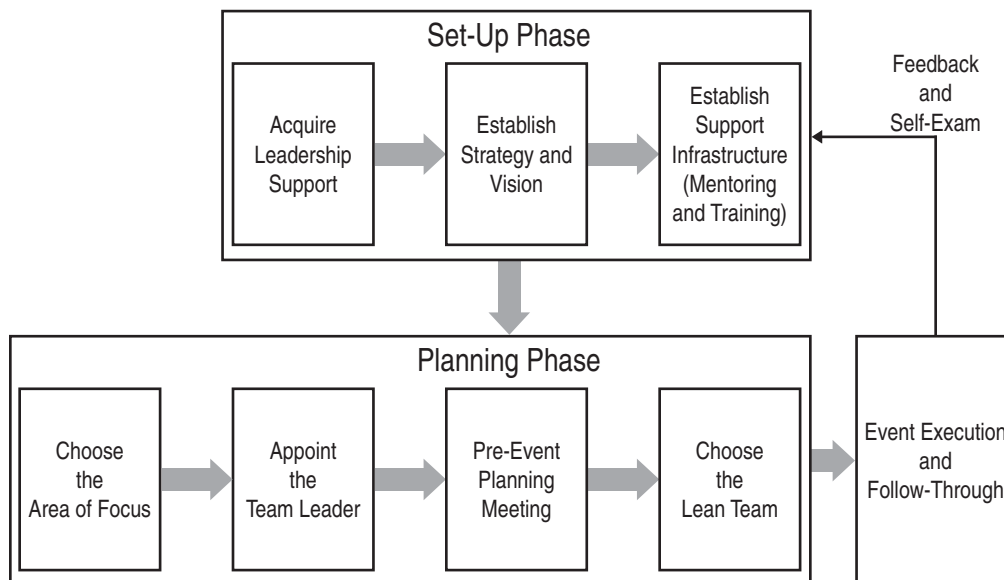 Set-Up Phase
Acquire
Leadership
Support
Establish
Strategy and
Vision
Establish
Support
Infrastructure
(Mentoring
and Training)
Feedback
and
Self-Exam
Planning Phase
Choose
the
Area of Focus
Appoint
the
Team Leader
Pre-Event
Planning
Meeting
Choose
the
Lean Team
Event Execution
and
Follow-Through